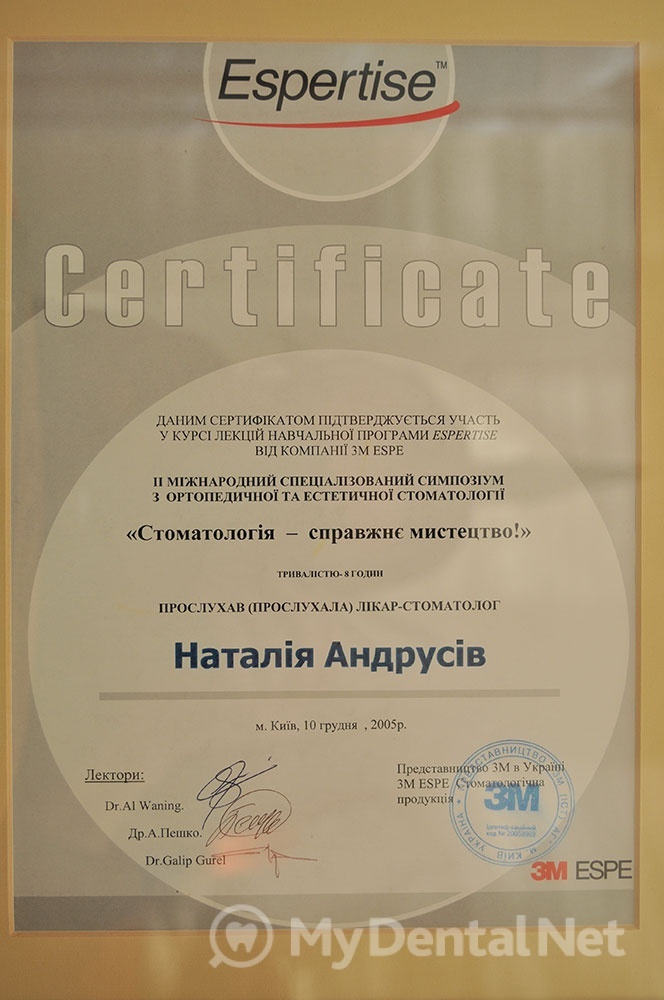 Espertise™
Certificate
ДАНИМ СЕРТИФІКАТОМ ПІДТВЕРДЖУЄТЬСЯ УЧАСТЬ
У КУРСІ ЛЕКЦІЙ НАВЧАЛЬНОЇ ПРОГРАМИ ESPERTISE
ВІД КОМПАНІЇ 3M ESPE
ІІ МІЖНАРОДНИЙ СПЕЦІАЛІЗОВАНИЙ СИМПОЗІУМ
З ОРТОПЕДИЧНОЇ ТА ЕСТЕТИЧНОЇ СТОМАТОЛОГІЇ
«Стоматологія – справжнє мистецтво!»
ТРИВАЛІСТЮ- 8 ГОДИН
ПРОСЛУХАВ (ПРОСЛУХАЛА) ЛІКАР-СТОМАТОЛОГ
Наталія Андрусів
м. Київ, 10 грудня , 2005р.
Лектори:
Dr.Al Waning.
Др.А.Пешко.
Dr.Galip Gurel
Представництво 3М в Україні
3M ESPE Стоматологічна
продукція
3M
3M ESPE
MyDentalNet